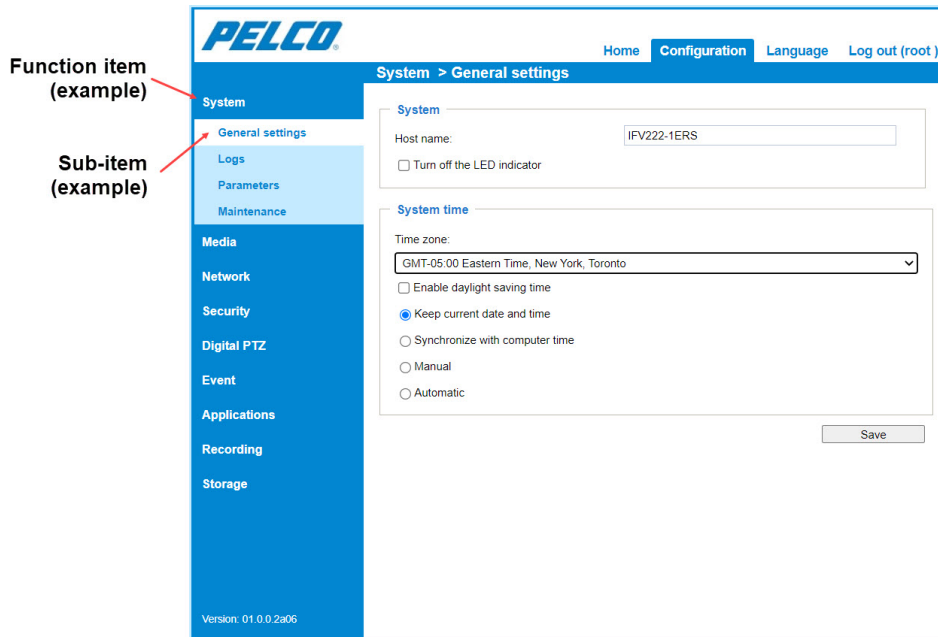 PELCO.
Home Configuration Language Log out (root )
System > General settings
Function item
(example)
System
General settings
Sub-item
(example)
Logs
Parameters
Maintenance
Media
Network
Security
Digital PTZ
Event
Applications
Recording
Storage
Version: 01.0.0.2a06
System
Host name: IFV222-1ERS
Turn off the LED indicator
System time
Time zone:
GMT-05:00 Eastern Time, New York, Toronto
Enable daylight saving time
Keep current date and time
Synchronize with computer time
Manual
Automatic
Save